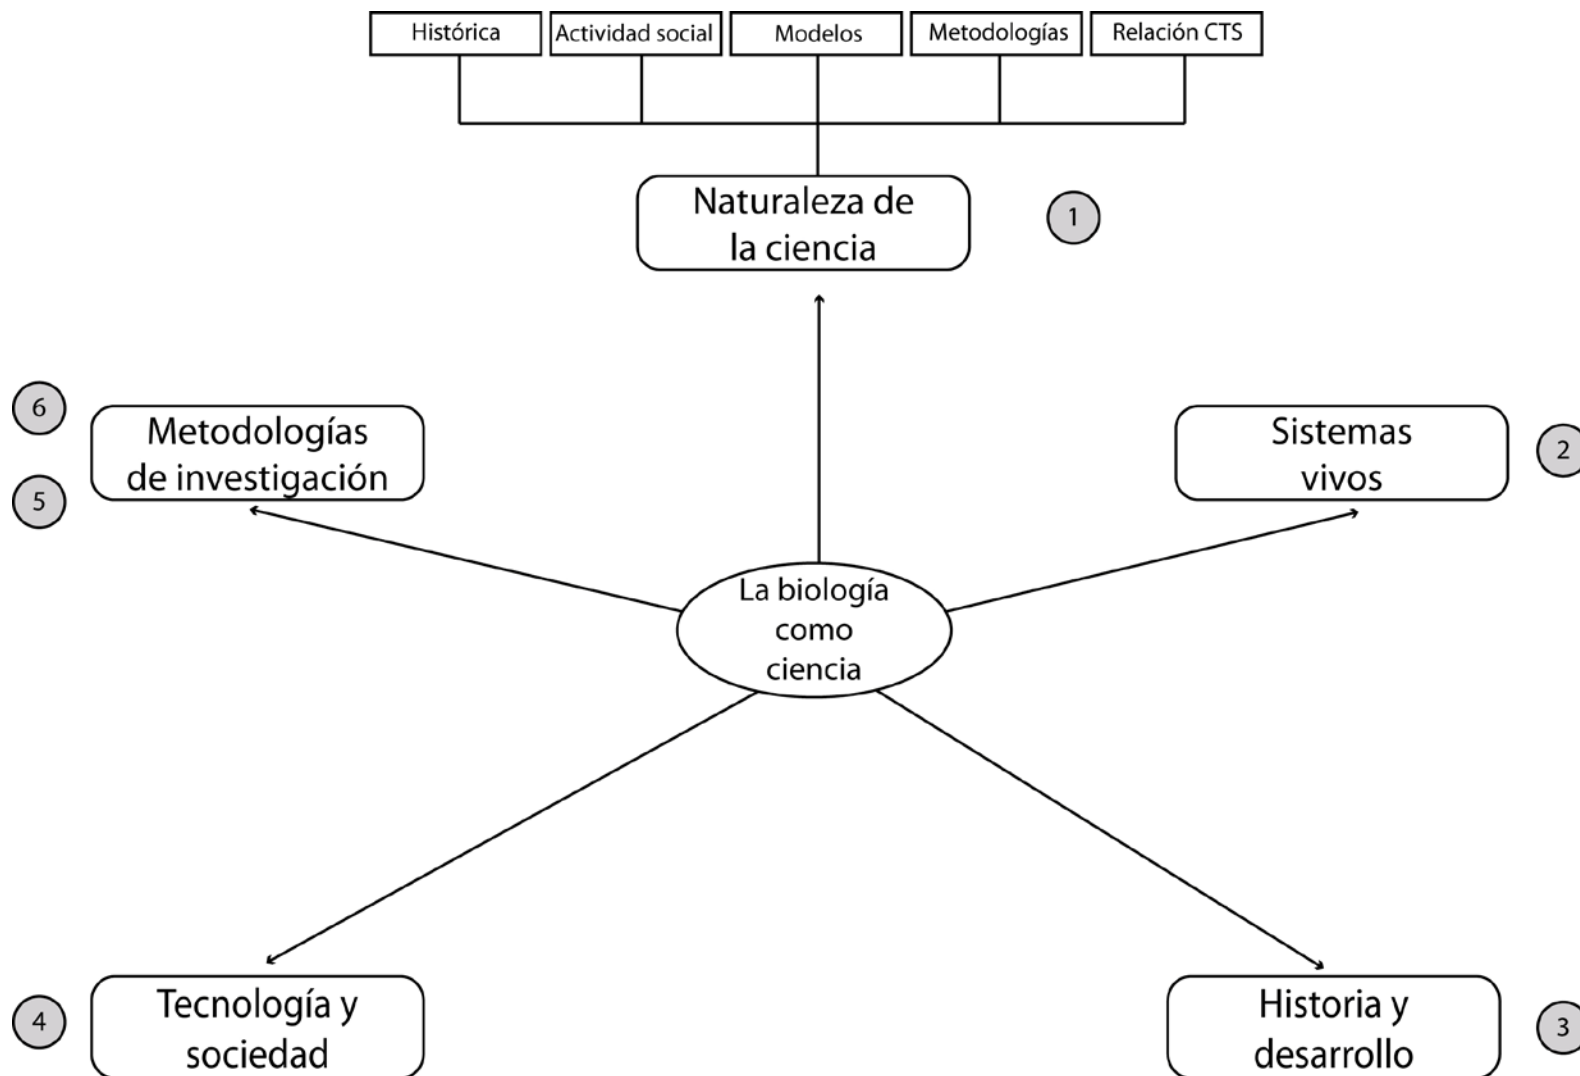 Histórica
Actividad social
Modelos
Metodologías
Relación CTS
Naturaleza de
la ciencia
1
6
Metodologías
de investigación
5
Sistemas
vivos
2
La biología
como
ciencia
4
Tecnología y
sociedad
Historia y
desarrollo
3